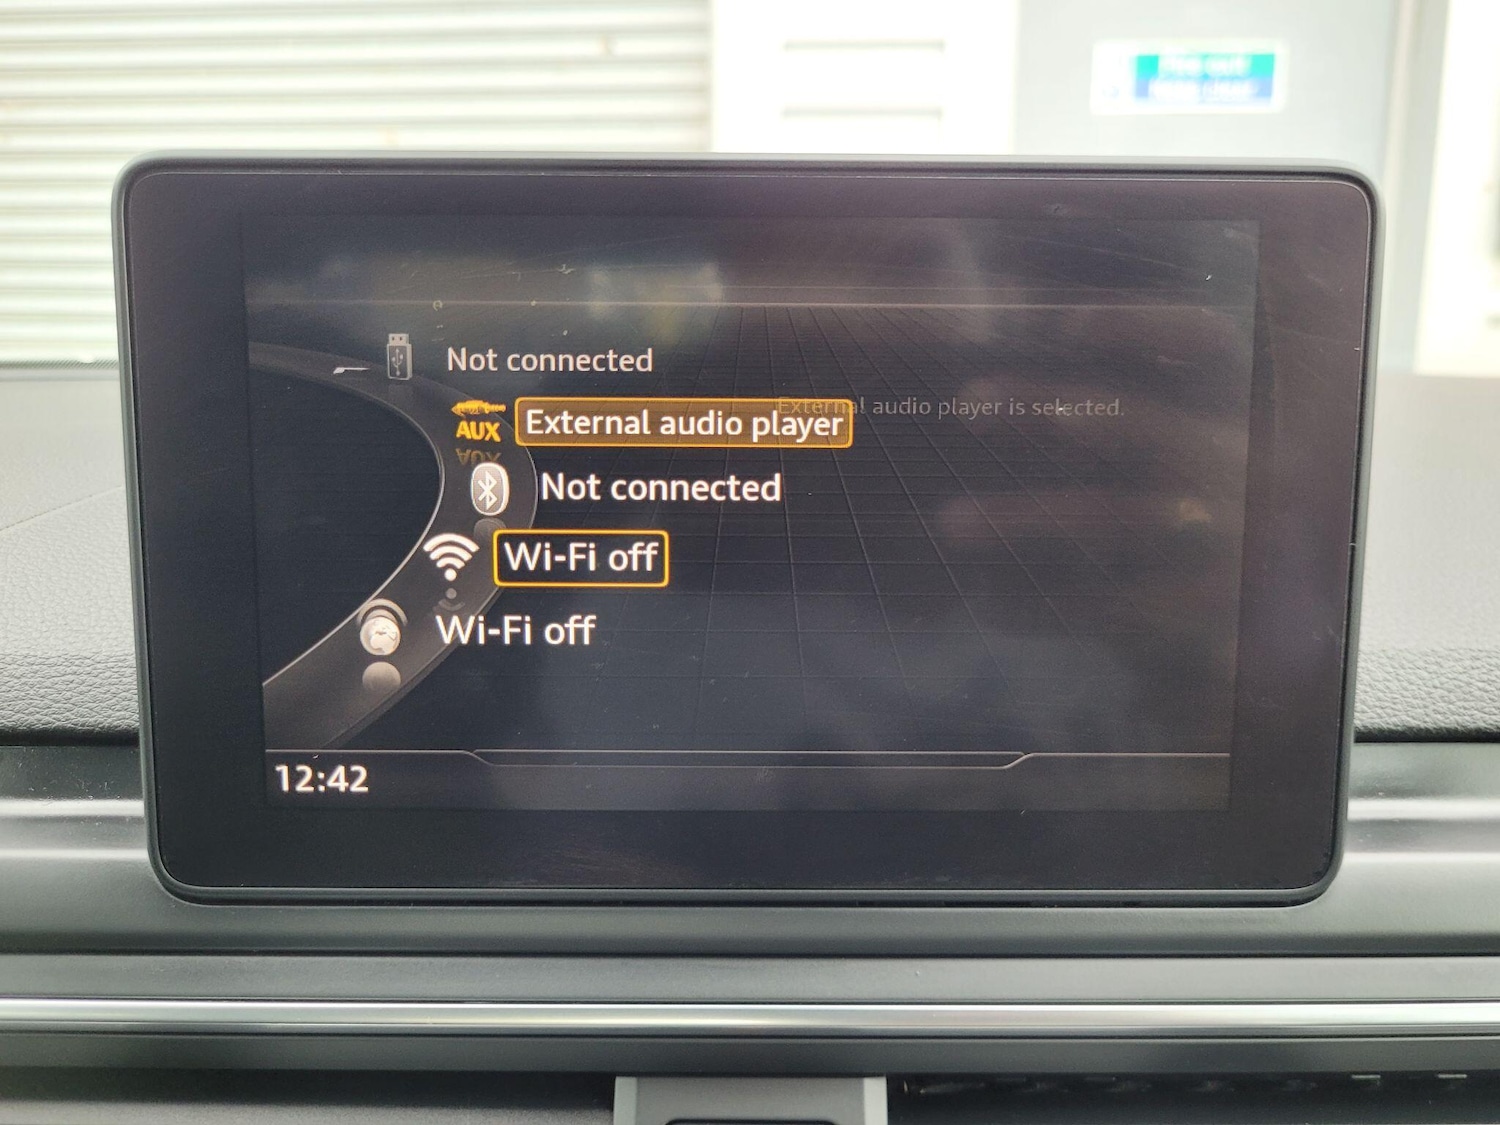 Not connected
External audio player is selected.
AUX External audio player
Not connected
Wi-Fi off
Wi-Fi off
12:42